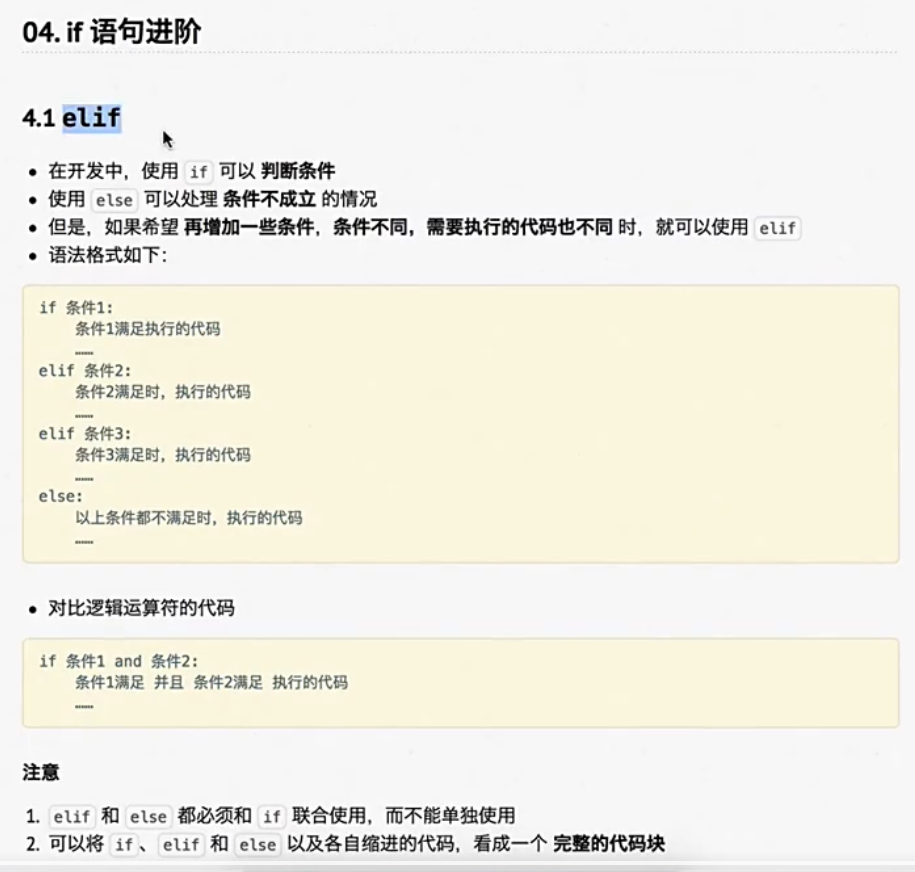 04. if 语句进阶
4.1 elif
• 在开发中，使用 if 可以 判断条件
• 使用 else 可以处理 条件不成立 的情况
• 但是，如果希望 再增加一些条件，条件不同，需要执行的代码也不同 时，就可以使用 elif
• 语法格式如下：
if 条件1:
    条件1满足执行的代码
    ……
elif 条件2:
    条件2满足时，执行的代码
    ……
elif 条件3:
    条件3满足时，执行的代码
    ……
else:
    以上条件都不满足时，执行的代码
    ……
• 对比逻辑运算符的代码
if 条件1 and 条件2:
    条件1满足 并且 条件2满足 执行的代码
    ……
注意
1. elif 和 else 都必须和 if 联合使用，而不能单独使用
2. 可以将 if、elif 和 else 以及各自缩进的代码，看成一个 完整的代码块